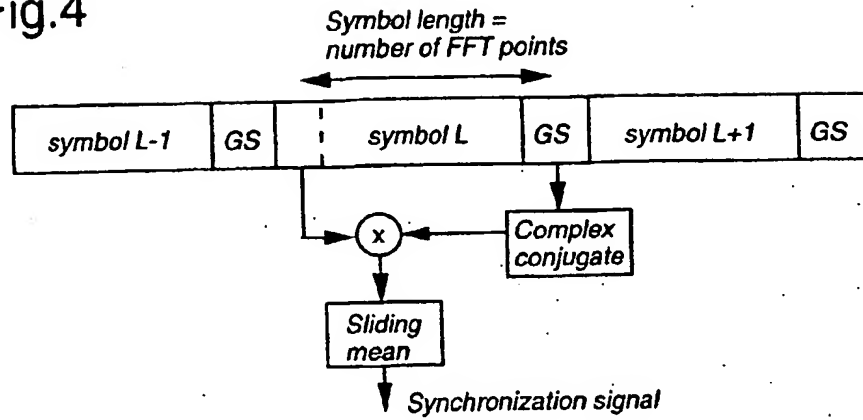 Fig.4
Symbol length =
number of FFT points
symbol L-1 GS symbol L GS symbol L+1 GS
x Complex
conjugate
Sliding
mean
Synchronization signal